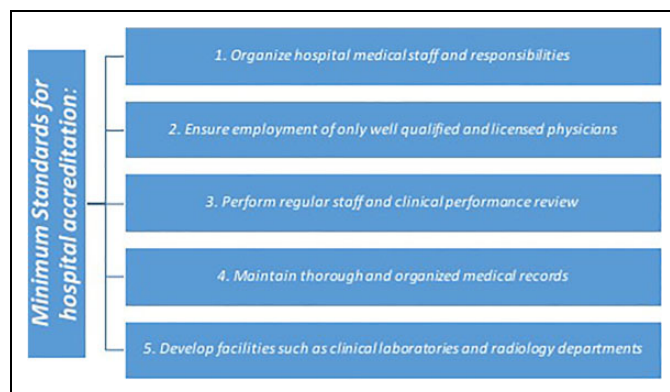 Minimum Standards for
hospital accreditation:
1. Organize hospital medical staff and responsibilities
2. Ensure employment of only well qualified and licensed physicians
3. Perform regular staff and clinical performance review
4. Maintain thorough and organized medical records
5. Develop facilities such as clinical laboratories and radiology departments